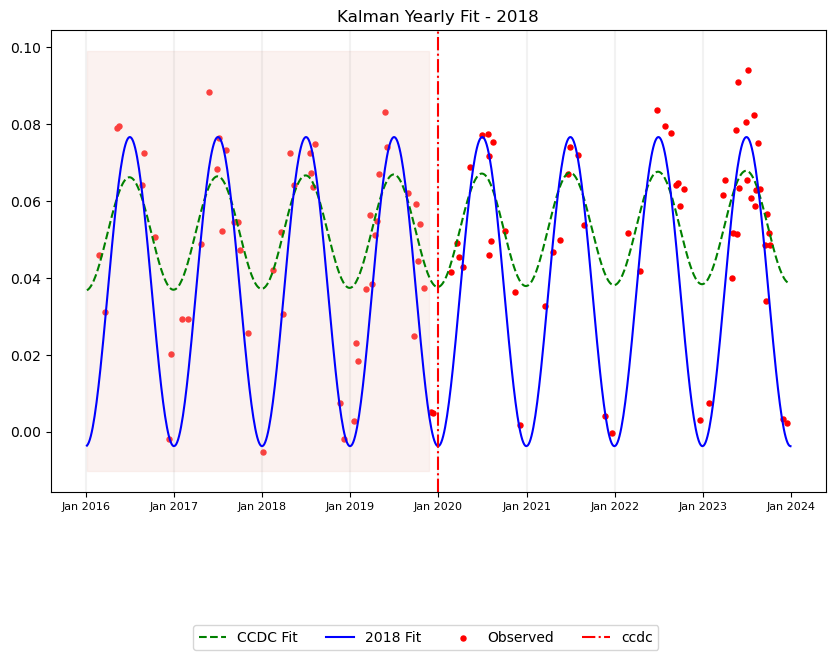 Kalman Yearly Fit - 2018
0.10
0.08
0.06
0.04
0.02
0.00
Jan 2016 Jan 2017 Jan 2018 Jan 2019 Jan 2020 Jan 2021 Jan 2022 Jan 2023 Jan 2024
CCDC Fit 2018 Fit Observed ccdc